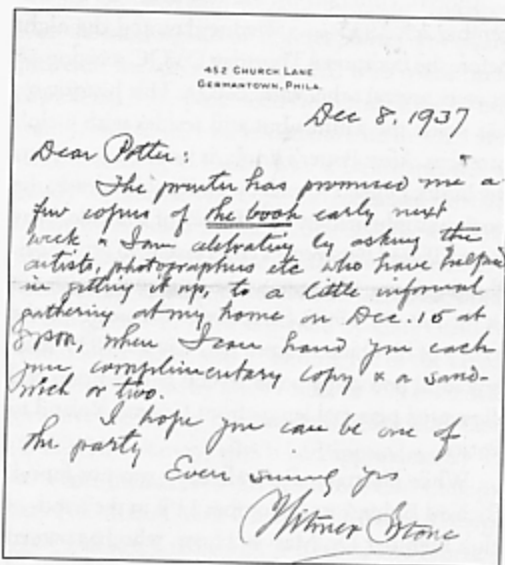 452 CHURCH LANE
GERMANTOWN, PHILA.
Dec 8. 1937
Dear Potter:
The printer has promised me a
few copies of the book early next
week & I am celebrating by asking the
artists, photographers etc who have helped
in getting it up, to a little informal
gathering at my home on Dec. 15 at
when I can hand you each
your complimentary copy & a sand-
wich or two.
I hope you can be one of
the party
Ever sincerely yrs
Witmer Stone